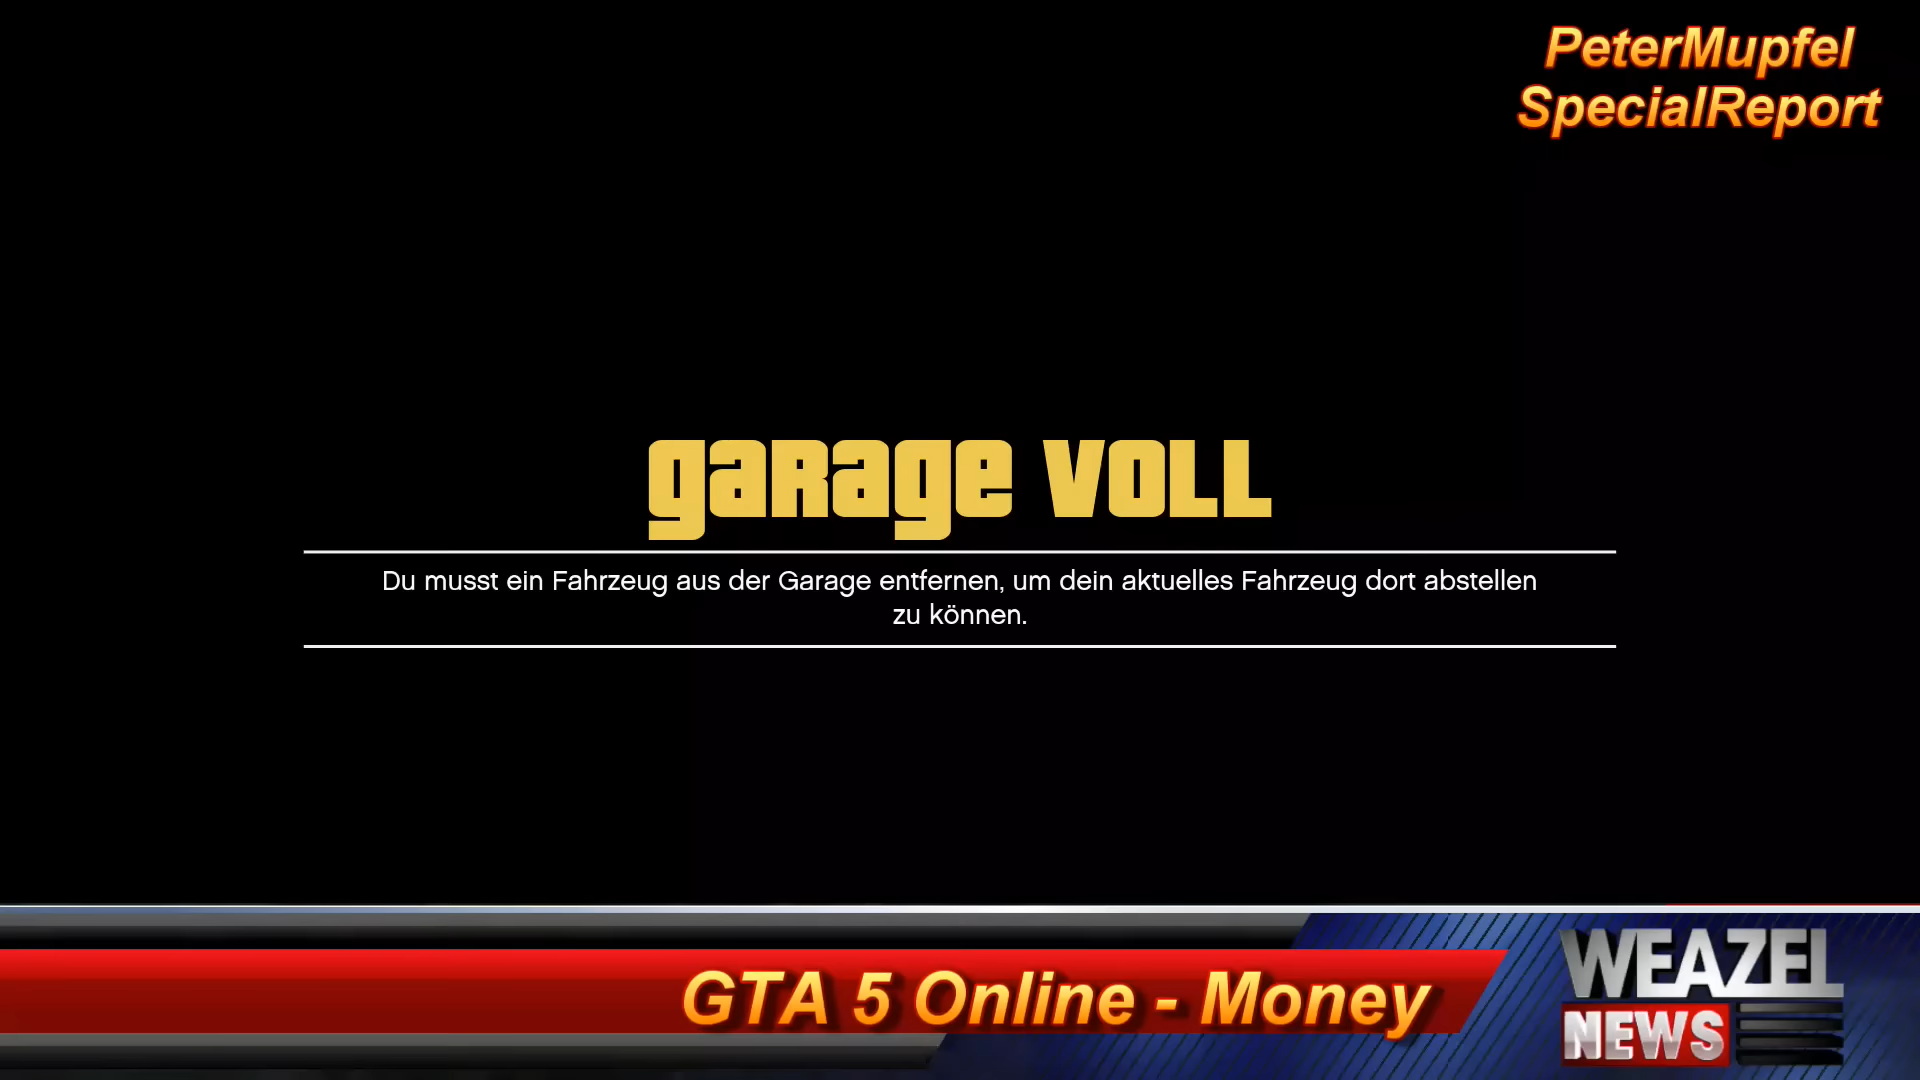 PeterMupfel
SpecialReport
garage voll
Du musst ein Fahrzeug aus der Garage entfernen, um dein aktuelles Fahrzeug dort abstellen
zu können.
GTA 5 Online - Money
WEAZEL
NEWS